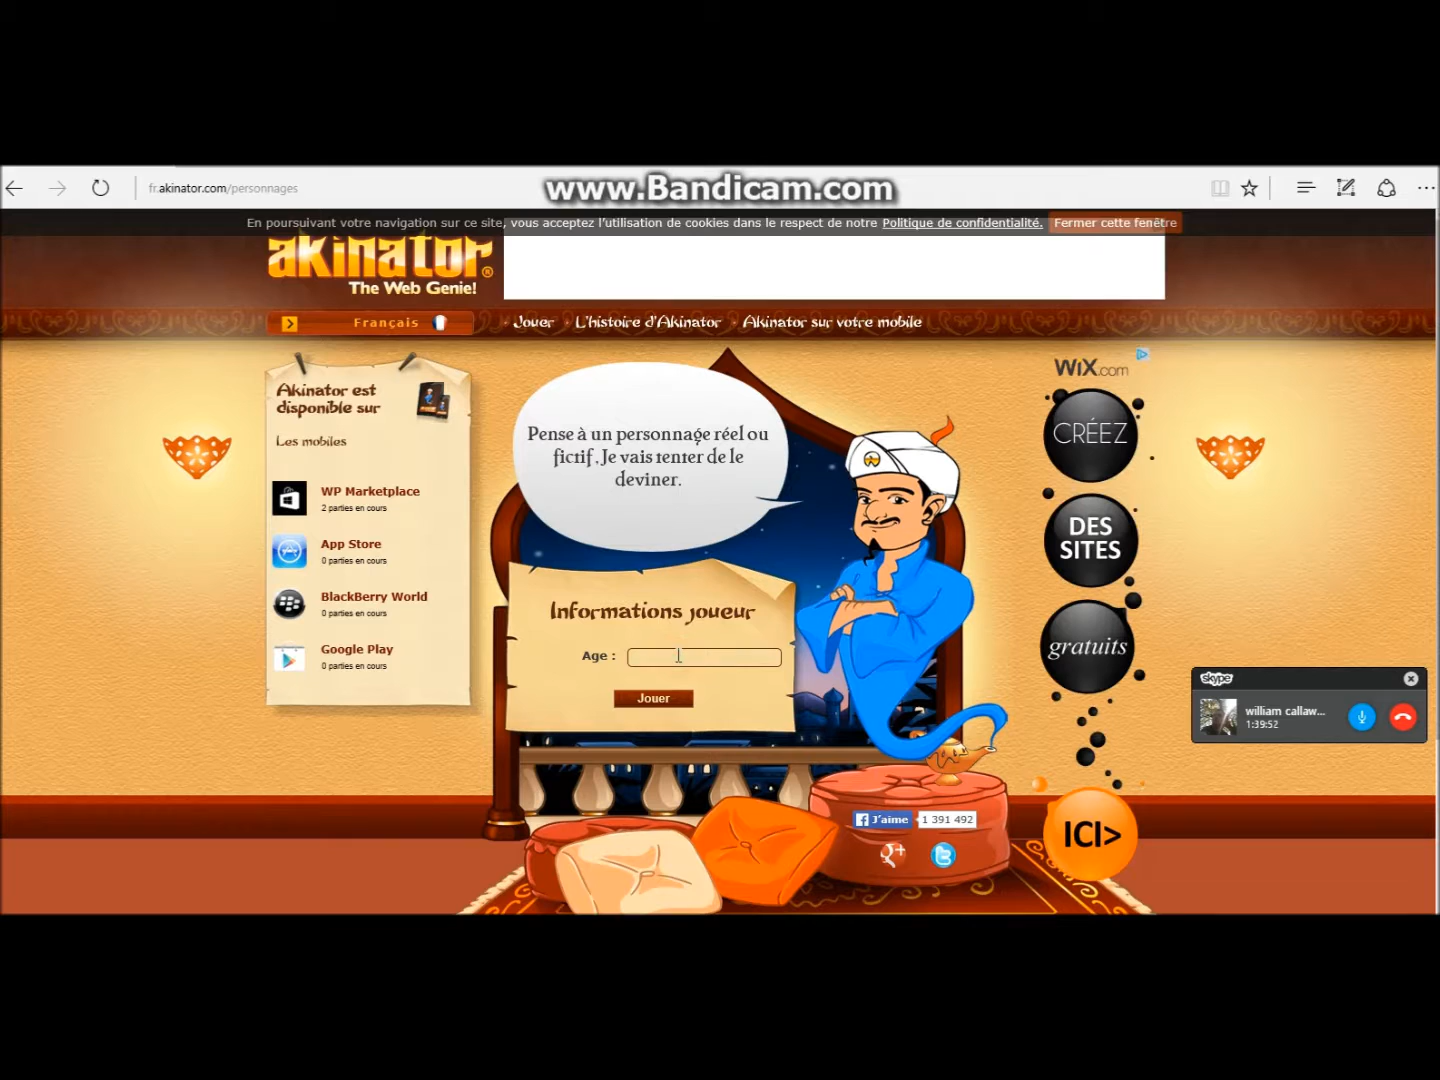 fr.akinator.com/personnages
www.Bandicam.com
En poursuivant votre navigation sur ce site, vous acceptez l'utilisation de cookies dans le respect de notre Politique de confidentialité. Fermer cette fenêtre
akinator®
The Web Genie!
Français
Jouer
L'histoire d'Akinator
Akinator sur votre mobile
Akinator est
disponible sur
Les mobiles
WP Marketplace
2 parties en cours
App Store
0 parties en cours
BlackBerry World
0 parties en cours
Google Play
0 parties en cours
Pense à un personnage réel ou
fictif. Je vais tenter de le
deviner.
Informations joueur
Age :
Jouer
J'aime
1 391 492
WiX.com
CRÉEZ
DES
SITES
gratuits
ICI>
skype
william callaw...
1:39:52